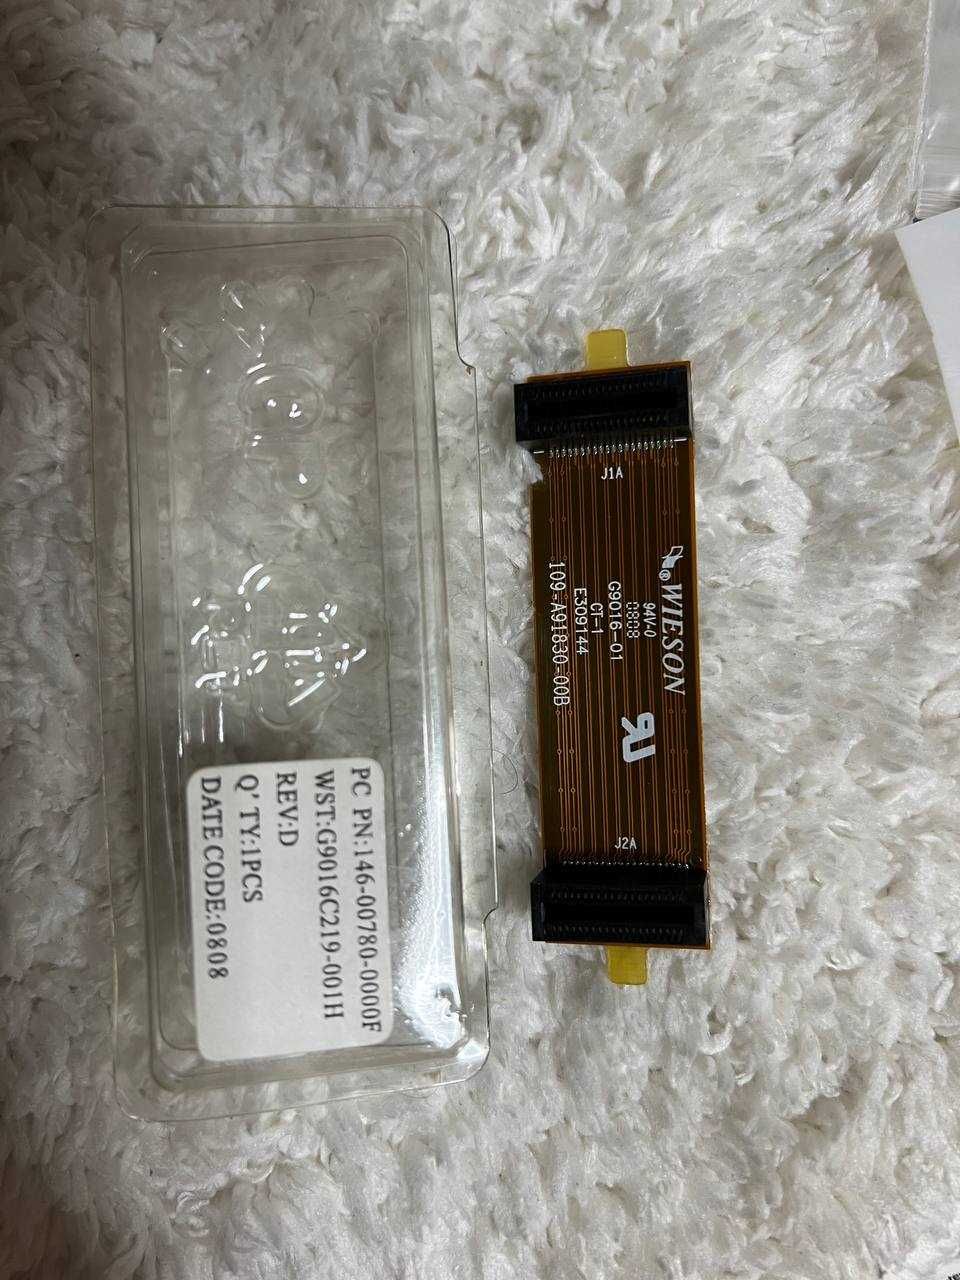 PC PN:146-00780-0000F
WST:G9016C219-001H
REV:D
Q' TY:1PCS
DATE CODE:0808
J1A
® WIESON
94V-0
0808
G9016-01
CT-1
E309144
109-A91830-00B
J2A